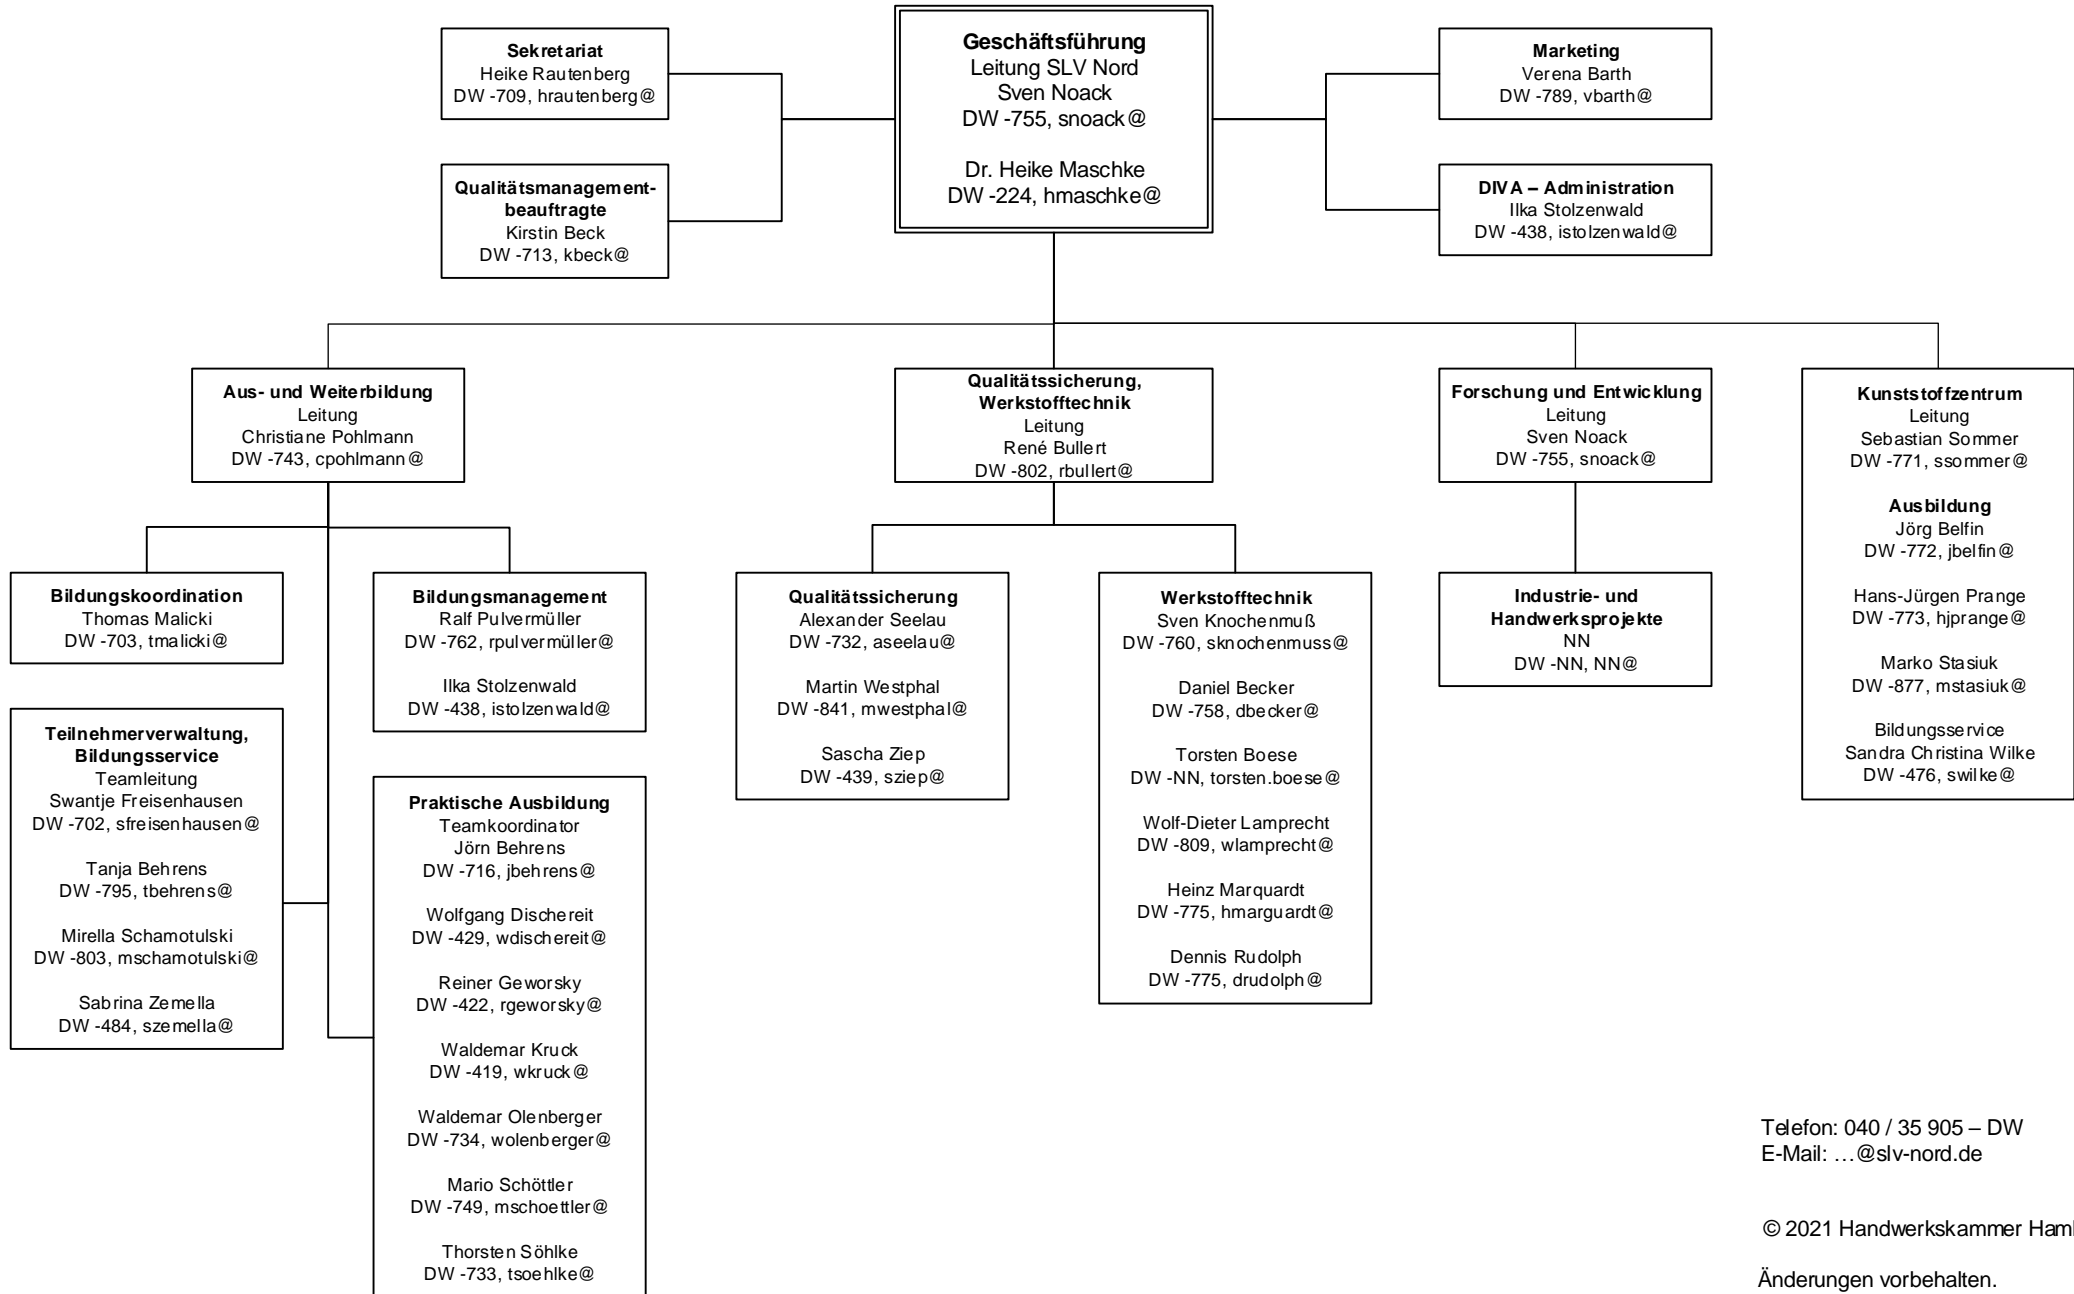 Sekretariat
Heike Rautenberg
DW -709, hrautenberg@
Geschäftsführung
Leitung SLV Nord
Sven Noack
DW -755, snoack@
Dr. Heike Maschke
DW -224, hmaschke@
Marketing
Verena Barth
DW -789, vbarth@
Qualitätsmanagement-
beauftragte
Kirstin Beck
DW -713, kbeck@
DIVA – Administration
Ilka Stolzenwald
DW -438, istolzenwald@
Aus- und Weiterbildung
Leitung
Christiane Pohlmann
DW -743, cpohlmann@
Qualitätssicherung,
Werkstofftechnik
Leitung
René Bullert
DW -802, rbullert@
Forschung und Entwicklung
Leitung
Sven Noack
DW -755, snoack@
Kunststoffzentrum
Leitung
Sebastian Sommer
DW -771, ssommer@
Ausbildung
Jörg Belfin
DW -772, jbelfin@
Hans-Jürgen Prange
DW -773, hjprange@
Marko Stasiuk
DW -877, mstasiuk@
Bildungsservice
Sandra Christina Wilke
DW -476, swilke@
Bildungskoordination
Thomas Malicki
DW -703, tmalicki@
Bildungsmanagement
Ralf Pulvermüller
DW -762, rpulvermüller@
Ilka Stolzenwald
DW -438, istolzenwald@
Qualitätssicherung
Alexander Seelau
DW -732, aseelau@
Martin Westphal
DW -841, mwestphal@
Sascha Ziep
DW -439, sziep@
Werkstofftechnik
Sven Knochenmuß
DW -760, sknochenmuss@
Daniel Becker
DW -758, dbecker@
Torsten Boese
DW -NN, torsten.boese@
Wolf-Dieter Lamprecht
DW -809, wlamprecht@
Heinz Marquardt
DW -775, hmarguardt@
Dennis Rudolph
DW -775, drudolph@
Industrie- und
Handwerksprojekte
NN
DW -NN, NN@
Teilnehmerverwaltung,
Bildungsservice
Teamleitung
Swantje Freisenhausen
DW -702, sfreisenhausen@
Tanja Behrens
DW -795, tbehrens@
Mirella Schamotulski
DW -803, mschamotulski@
Sabrina Zemella
DW -484, szemella@
Praktische Ausbildung
Teamkoordinator
Jörn Behrens
DW -716, jbehrens@
Wolfgang Dischereit
DW -429, wdischereit@
Reiner Geworsky
DW -422, rgeworsky@
Waldemar Kruck
DW -419, wkruck@
Waldemar Olenberger
DW -734, wolenberger@
Mario Schöttler
DW -749, mschoettler@
Thorsten Söhlke
DW -733, tsoehlke@
Telefon: 040 / 35 905 – DW
E-Mail: …@slv-nord.de
© 2021 Handwerkskammer
Änderungen vorbehalten.